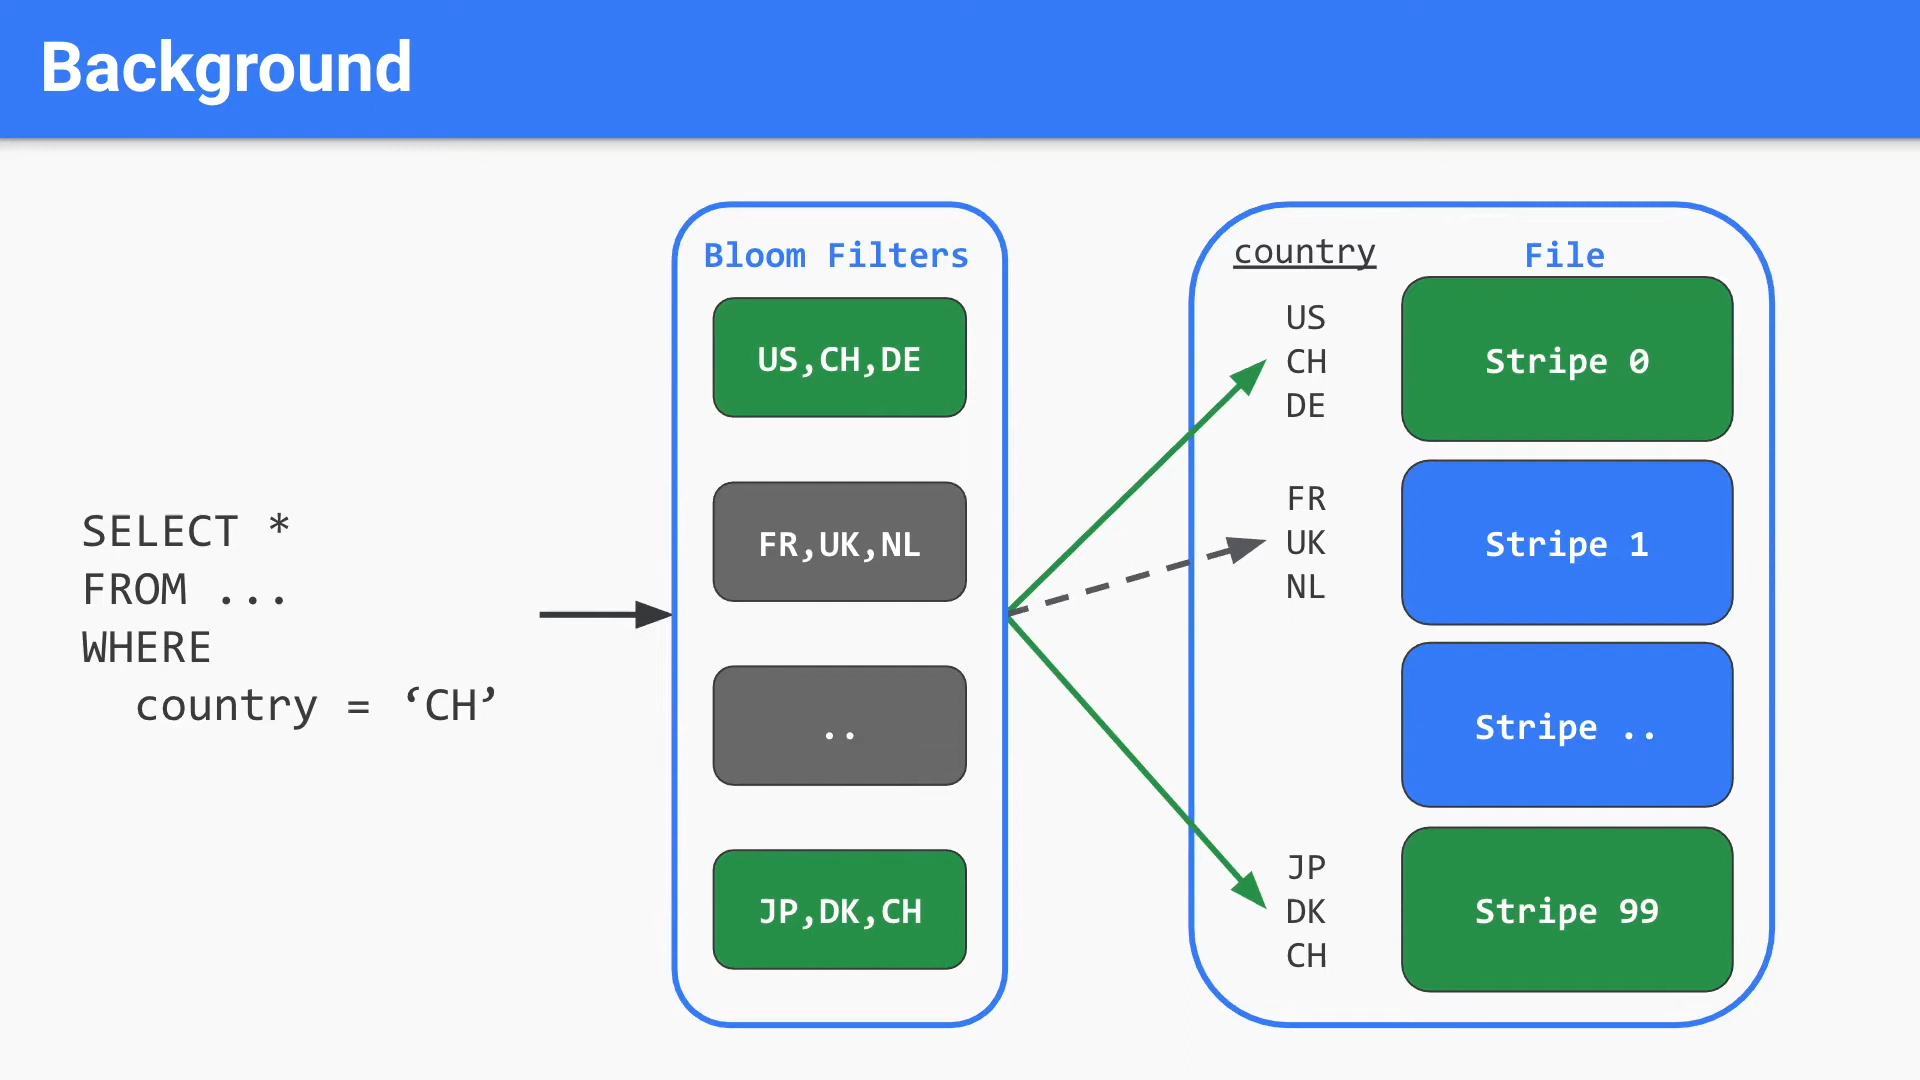 Background
SELECT *
FROM ...
WHERE
country = ‘CH’
Bloom Filters
US,CH,DE
FR,UK,NL
..
JP,DK,CH
country
File
US
CH
DE
Stripe 0
FR
UK
NL
Stripe 1
Stripe ..
JP
DK
CH
Stripe 99